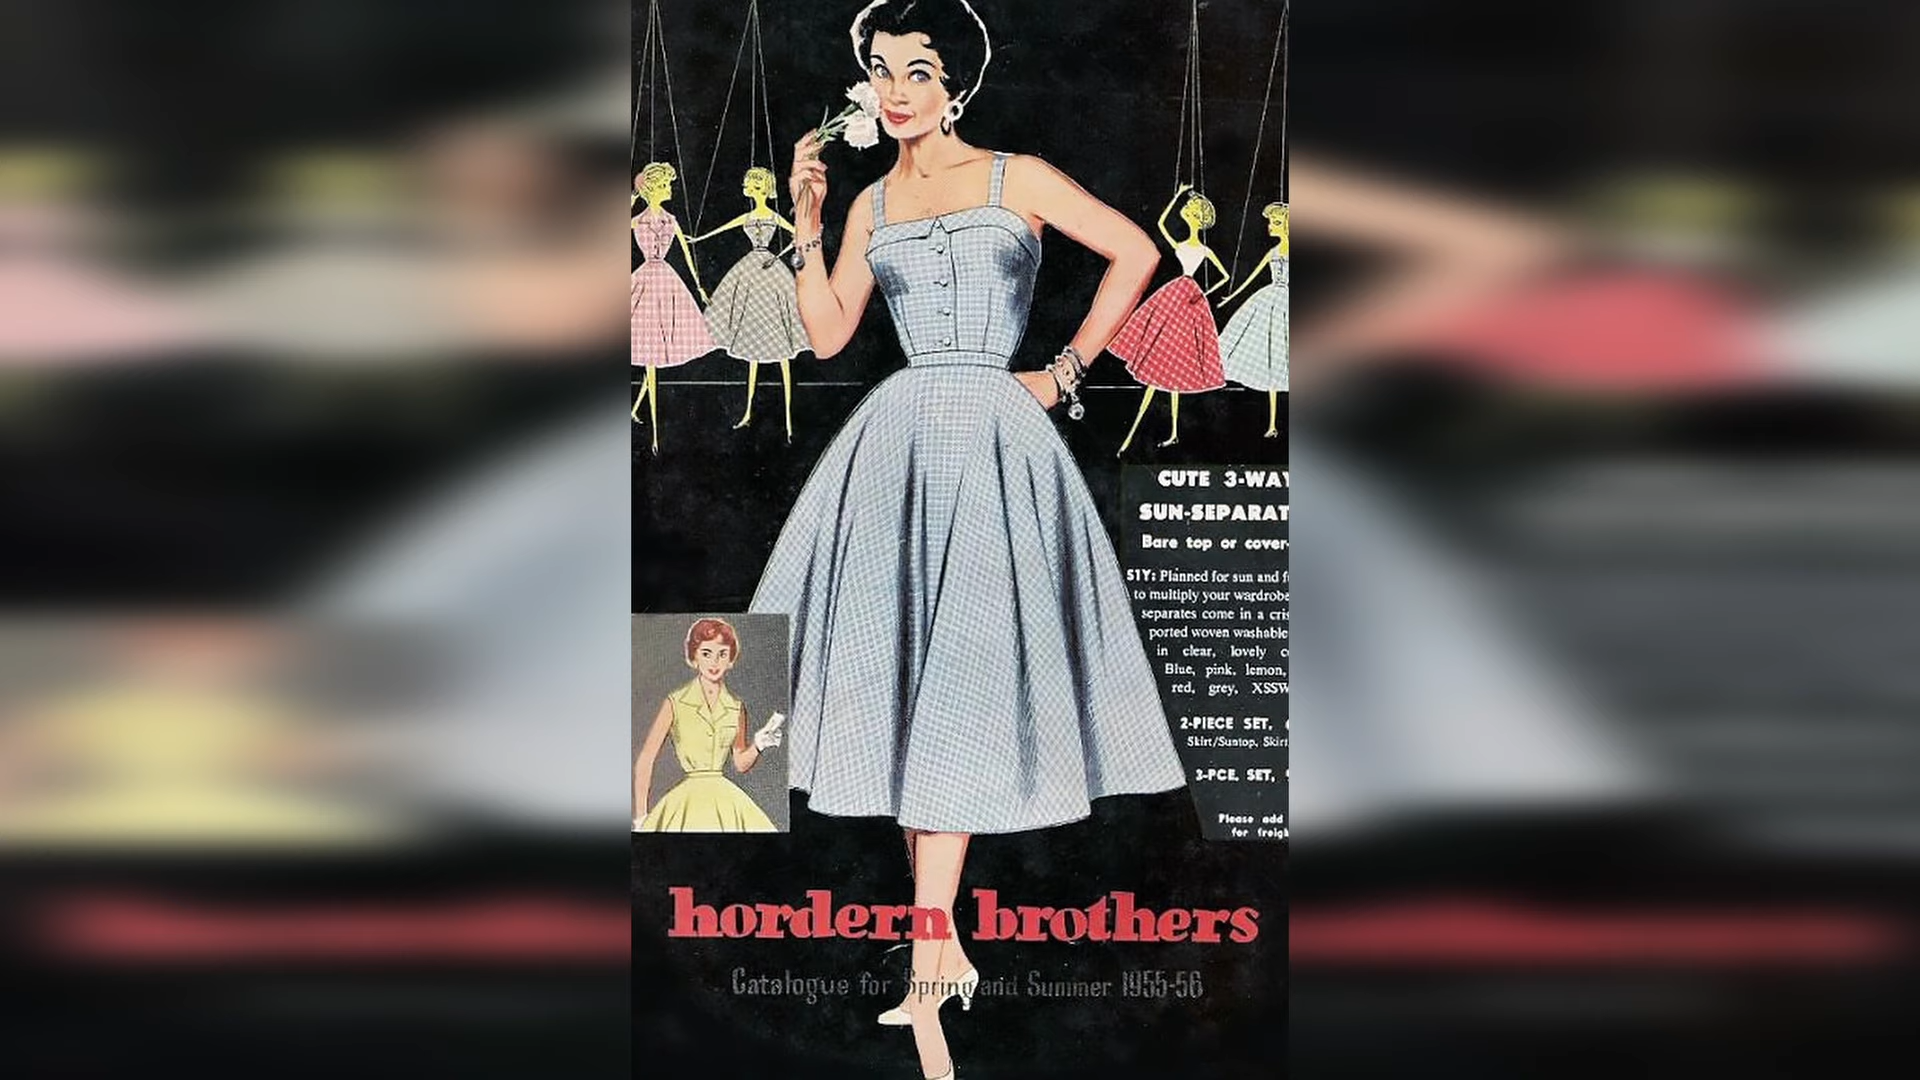 CUTE 3-WAY
SUN-SEPARAT
Bare top or cover-
S1Y: Planned for sun and f
to multiply your wardrobe
separates come in a cris
ported woven washable
in clear, lovely c
Blue, pink, lemon,
red, grey, XSSW
2-PIECE SET,
Skirt/Suntop, Skirt
3-PCE. SET,
Please add
for freigh
hordern brothers
Catalogue for Spring and Summer 1955-56